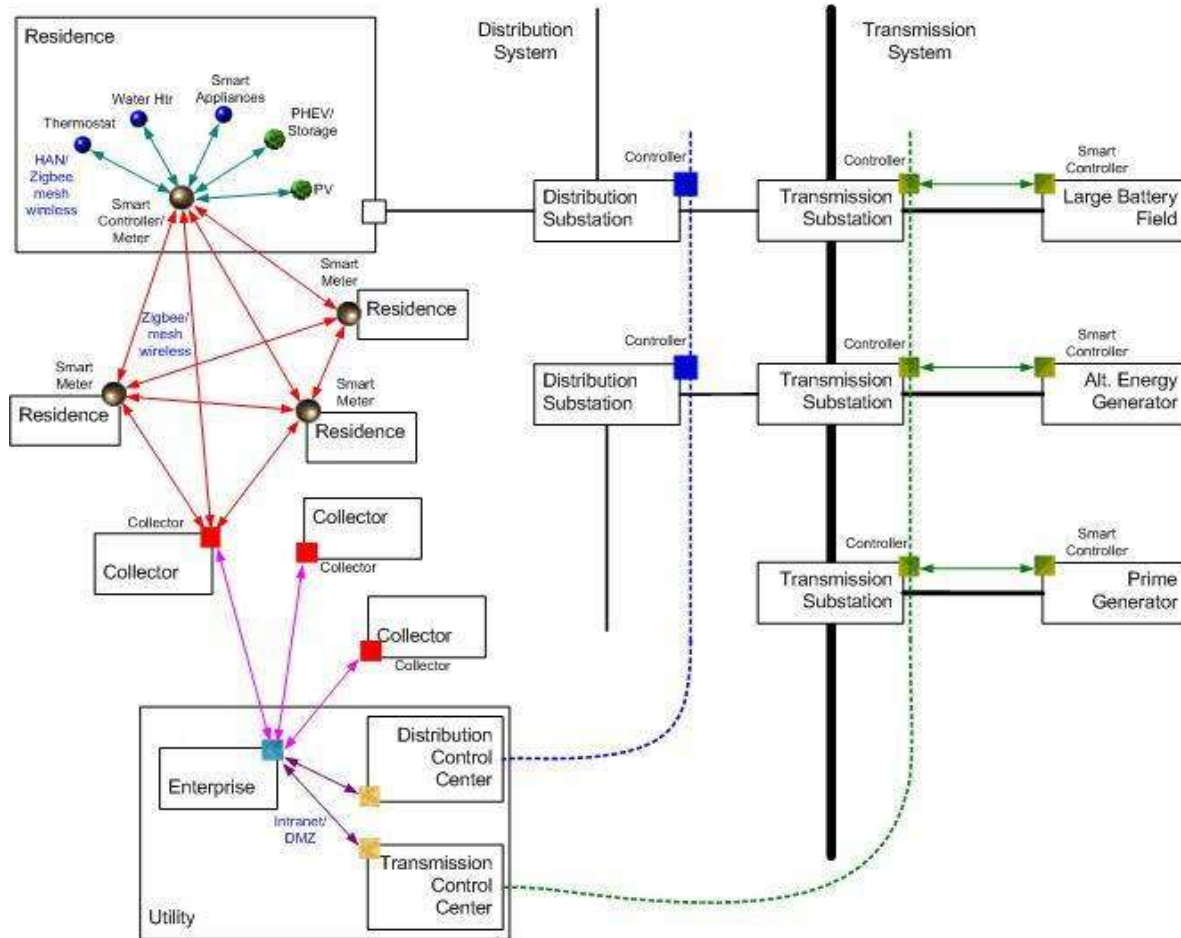 Residence
Smart
Appliances
Water Htr
PHEV/
Storage
Thermostat
HAN/
Zigbee
mesh
wireless
PV
Smart
Controller/
Meter
Distribution
System
Transmission
System
Controller
Distribution
Substation
Controller
Transmission
Substation
Smart
Controller
Large Battery
Field
Smart
Meter
Residence
Zigbee/
mesh
wireless
Smart
Meter
Residence
Smart
Meter
Residence
Controller
Distribution
Substation
Controller
Transmission
Substation
Smart
Controller
Alt. Energy
Generator
Collector
Collector
Collector
Collector
Controller
Transmission
Substation
Smart
Controller
Prime
Generator
Collector
Collector
Distribution
Control
Center
Enterprise
Intranet/
DMZ
Transmission
Control
Center
Utility